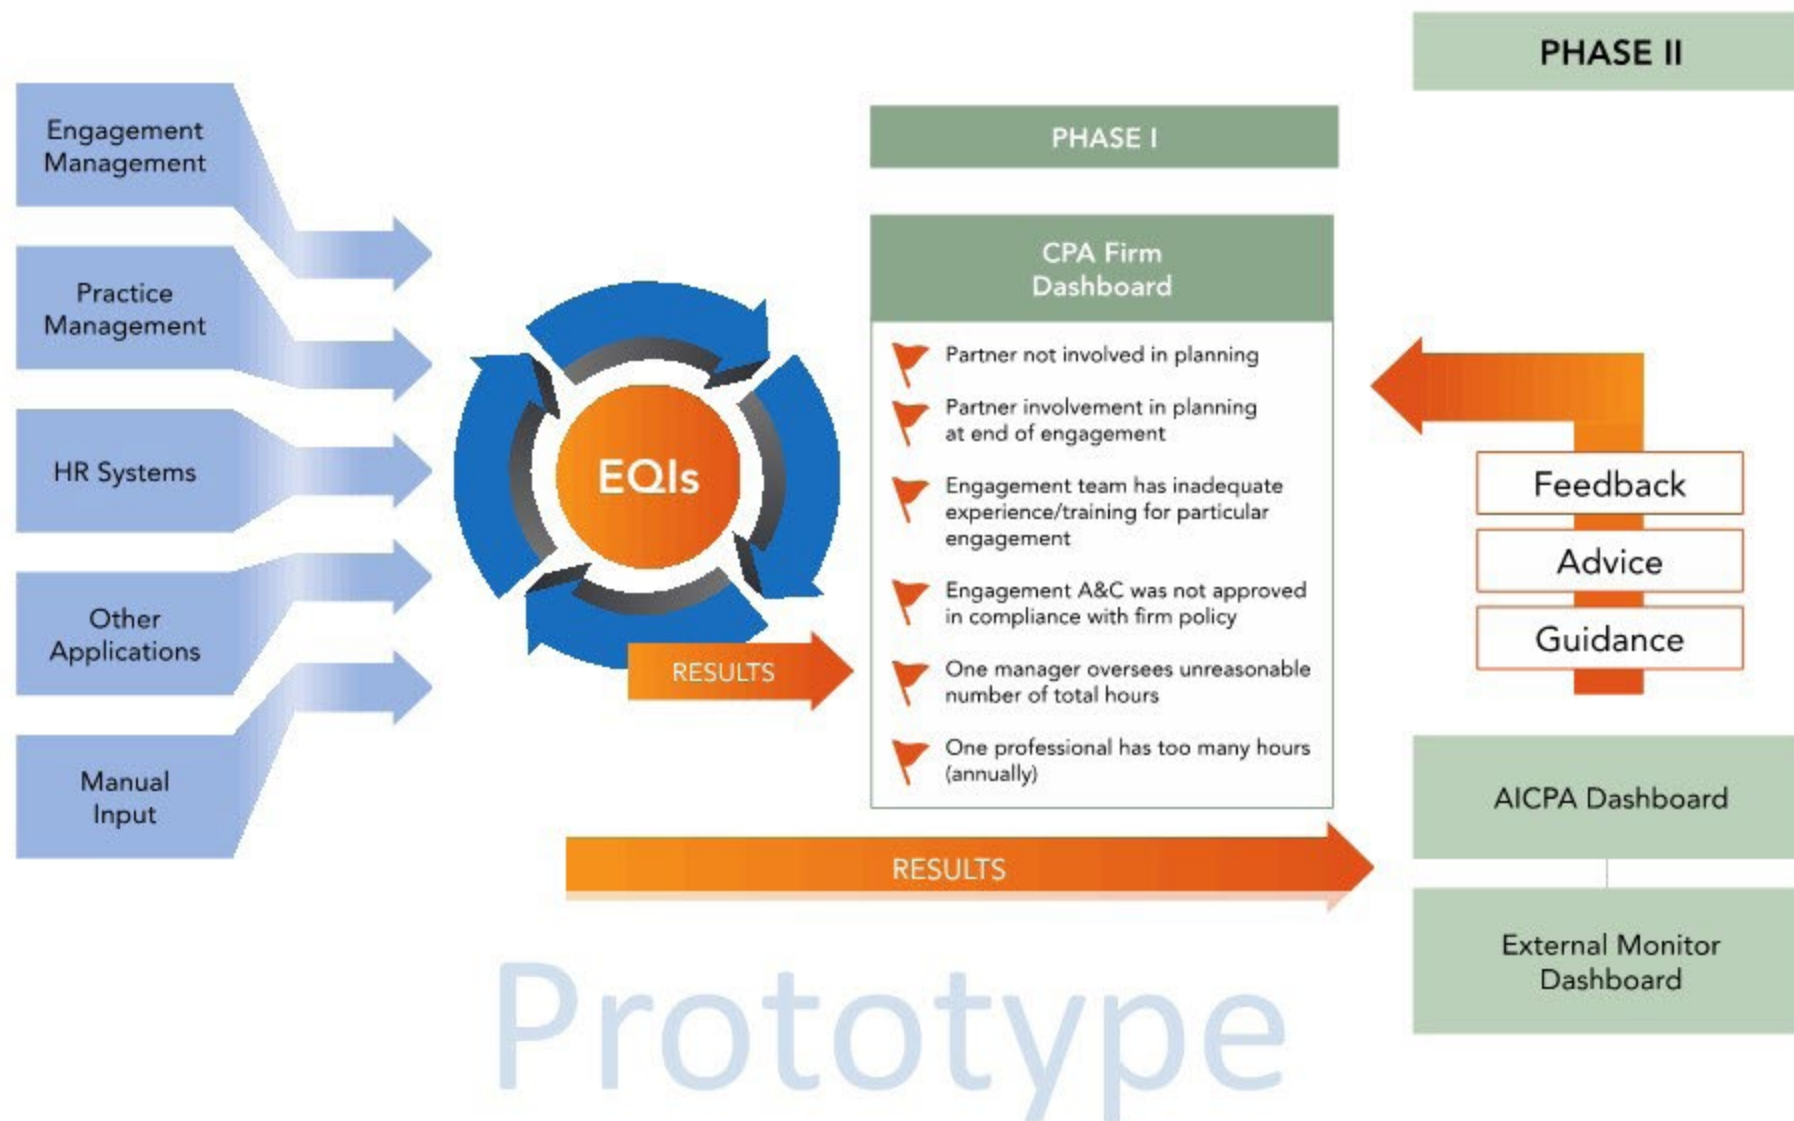 PHASE II
PHASE I
Engagement
Management
Practice
Management
HR Systems
Other
Applications
Manual
Input
EQIs
RESULTS
CPA Firm
Dashboard
Partner not involved in planning
Partner involvement in planning
at end of engagement
Engagement team has inadequate
experience/training for particular
engagement
Engagement A&C was not approved
in compliance with firm policy
One manager oversees unreasonable
number of total hours
One professional has too many hours
(annually)
RESULTS
Feedback
Advice
Guidance
AICPA Dashboard
External Monitor
Dashboard
Prototype